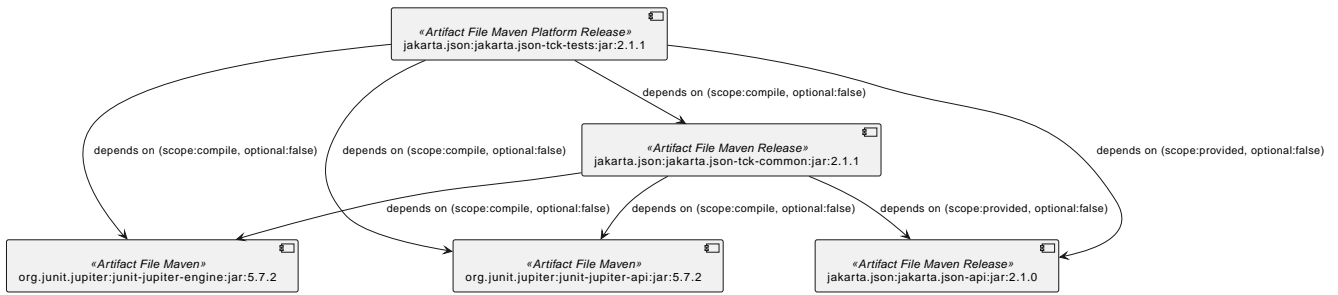 «Artifact File Maven Platform Release»
jakarta.json:jakarta.json-tck-tests:jar:2.1.1
depends on (scope:compile, optional:false)
«Artifact File Maven Release»
jakarta.json:jakarta.json-tck-common:jar:2.1.1
depends on (scope:compile, optional:false)
depends on (scope:compile, optional:false)
depends on (scope:provided, optional:false)
depends on (scope:compile, optional:false)
depends on (scope:compile, optional:false)
depends on (scope:provided, optional:false)
«Artifact File Maven»
org.junit.jupiter:junit-jupiter-engine:jar:5.7.2
«Artifact File Maven»
org.junit.jupiter:junit-jupiter-api:jar:5.7.2
«Artifact File Maven Release»
jakarta.json:jakarta.json-api:jar:2.1.0